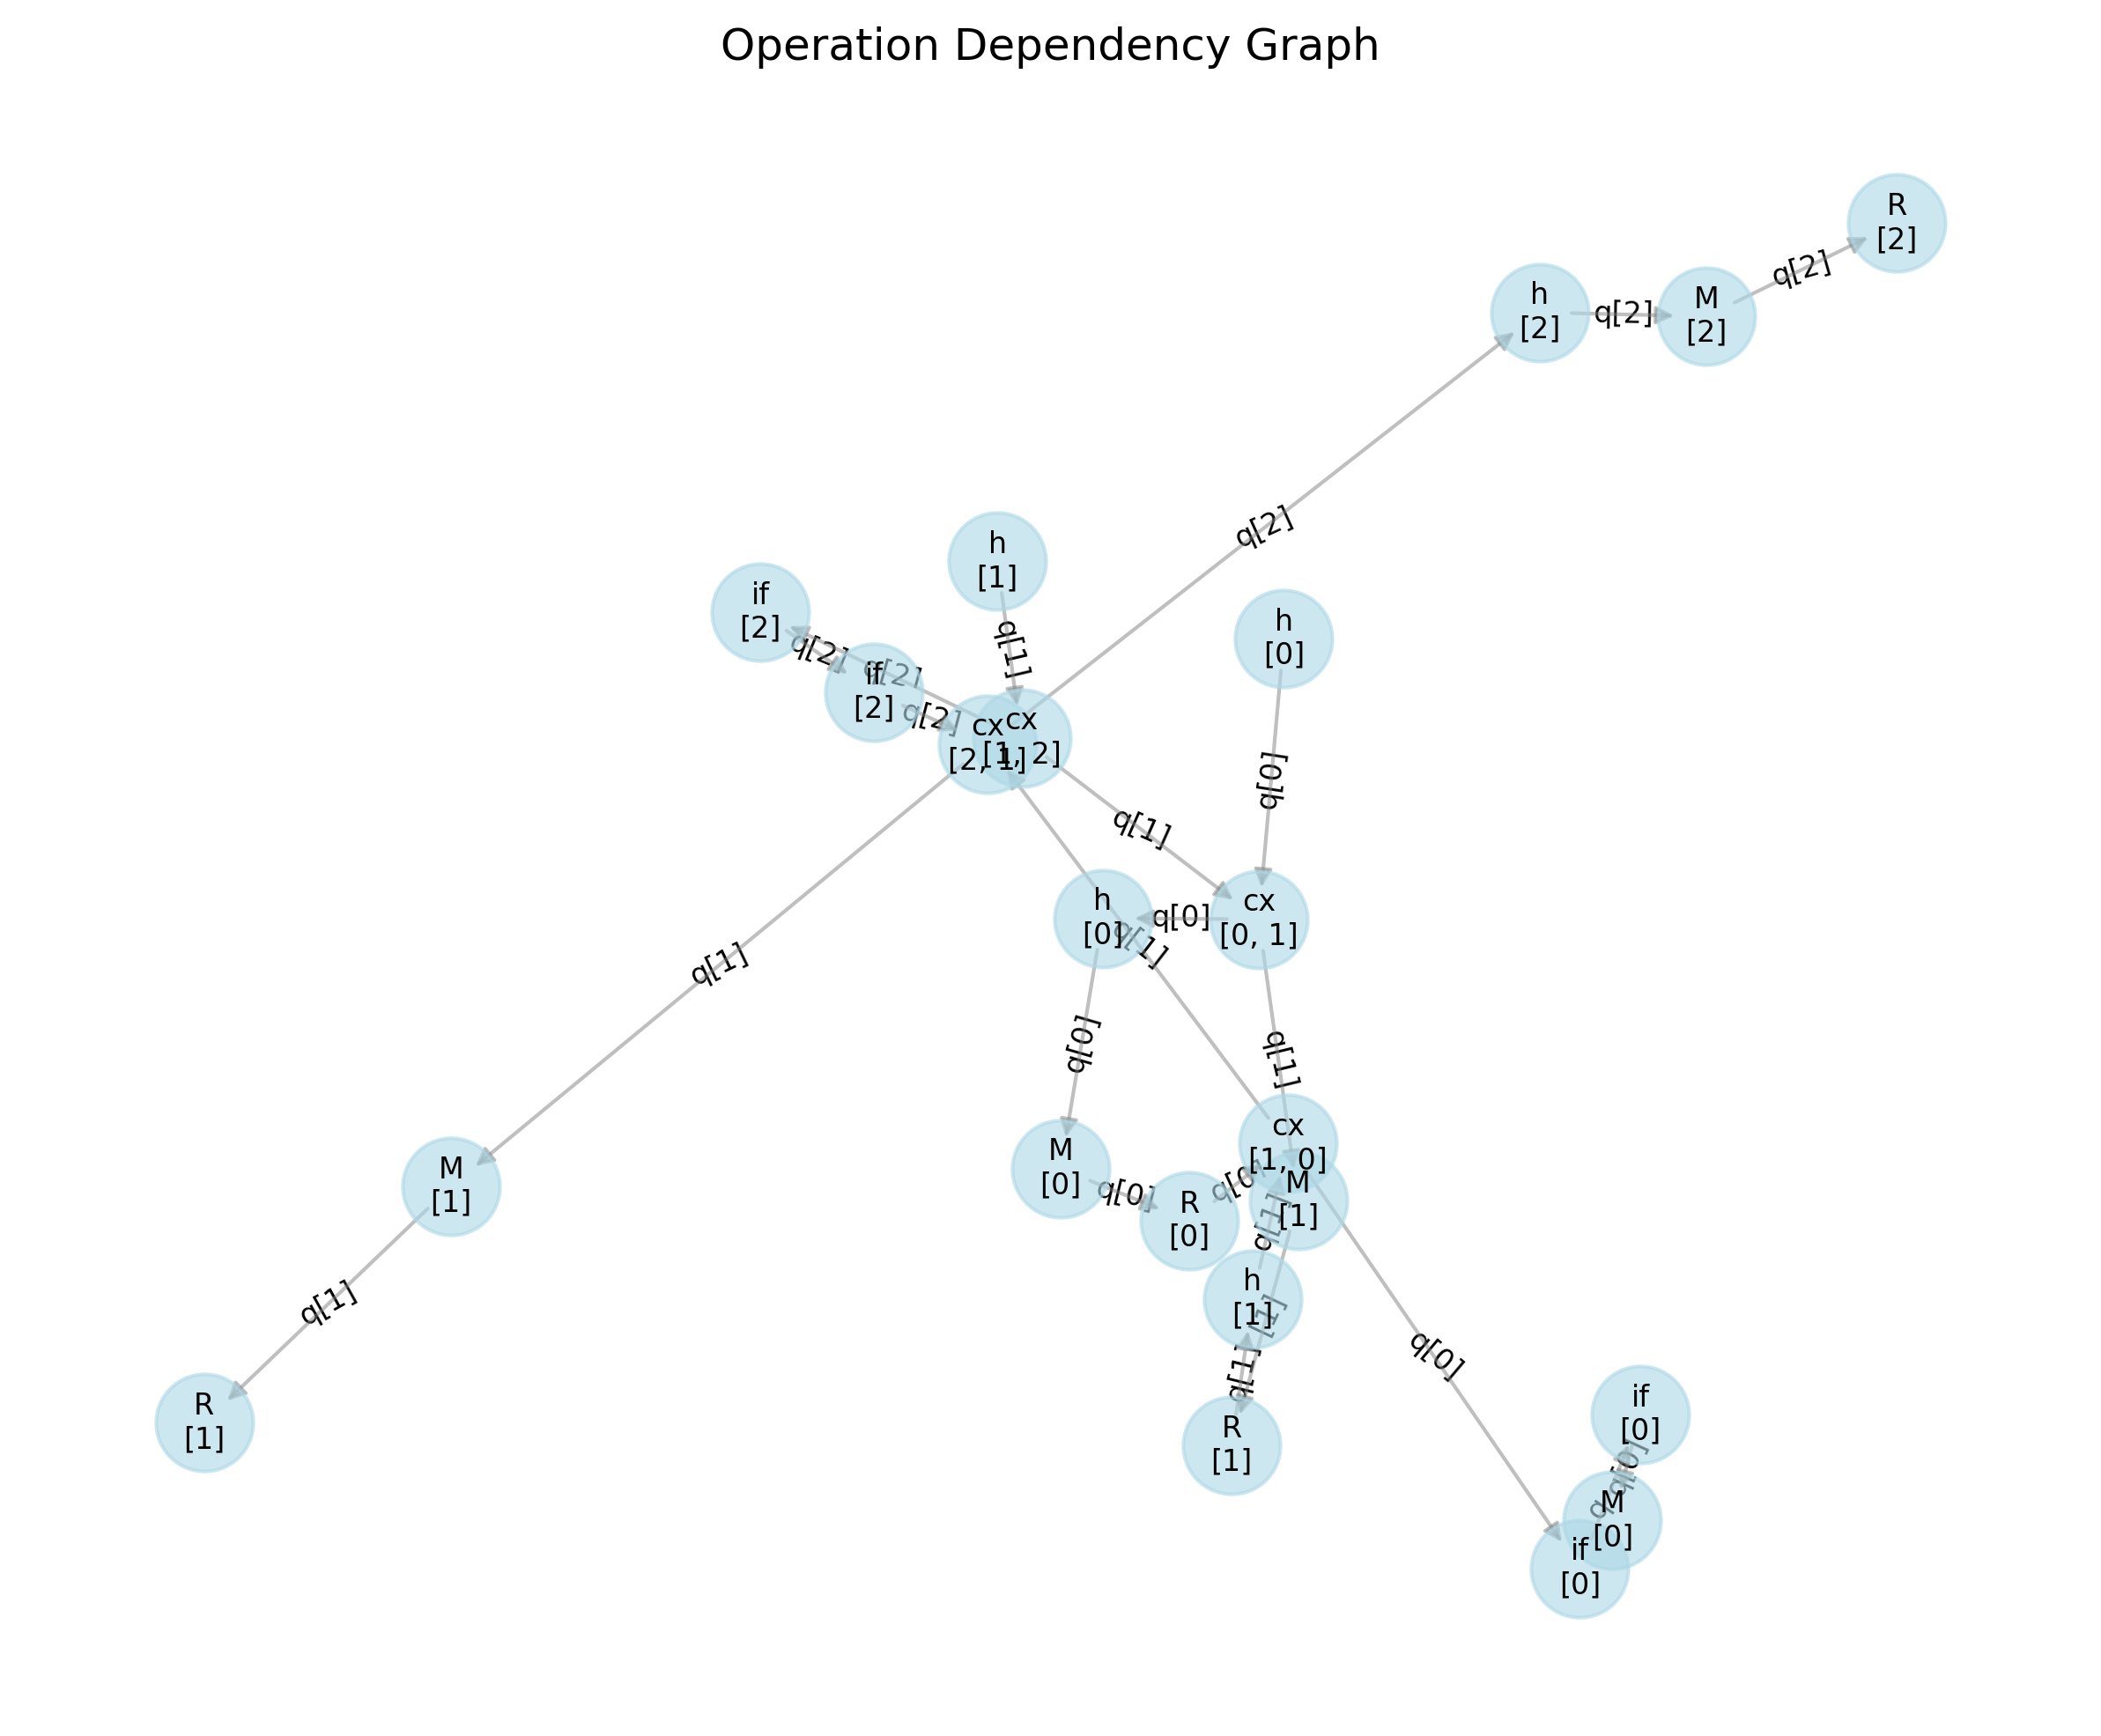 Operation Dependency Graph
R
[2]
h
[2]
q[2]
M
[2]
q[2]
q[2]
h
[1]
if
[2]
h
[0]
q[1]
q[2]
q[2]
if
[2]
q[2]
cx
[2, 1]
cx
[1, 2]
q[0]
q[1]
h
[0]
q[0]
cx
[0, 1]
q[1]
q[1]
q[0]
q[1]
cx
[1, 0]
M
[0]
M
[1]
q[0]
R
[0]
q[0]
M
[1]
q[1]
h
[1]
q[1]
q[1]
q[0]
R
[1]
R
[1]
if
[0]
q[0]
M
[0]
if
[0]